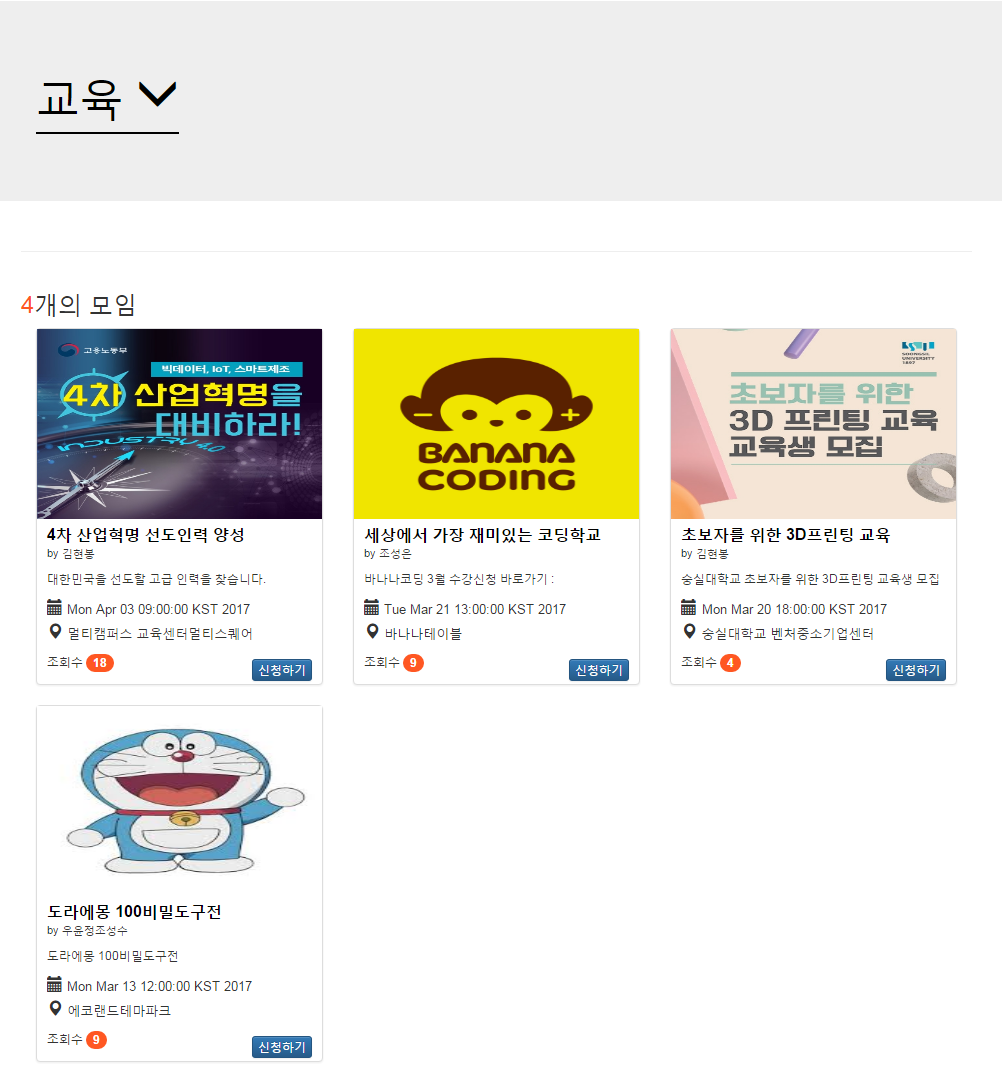 교육
4개의 모임
고용노동부
빅데이터, IoT, 스마트제조
4차 산업혁명을
대비하라!
INDUSTRY 4.0
4차 산업혁명 선도인력 양성
by 김현봉
대한민국을 선도할 고급 인력을 찾습니다.
Mon Apr 03 09:00:00 KST 2017
멀티캠퍼스 교육센터멀티스퀘어
조회수 18
신청하기
BANANA
CODING
세상에서 가장 재미있는 코딩학교
by 조성은
바나나코딩 3월 수강신청 바로가기 :
Tue Mar 21 13:00:00 KST 2017
바나나테이블
조회수 9
신청하기
SOONGSIL
UNIVERSITY
1897
초보자를 위한
3D 프린팅 교육
교육생 모집
초보자를 위한 3D프린팅 교육
by 김현봉
숭실대학교 초보자를 위한 3D프린팅 교육생 모집
Mon Mar 20 18:00:00 KST 2017
숭실대학교 벤처중소기업센터
조회수 4
신청하기
도라에몽 100비밀도구전
by 우윤정조성수
도라에몽 100비밀도구전
Mon Mar 13 12:00:00 KST 2017
에코랜드테마파크
조회수 9
신청하기